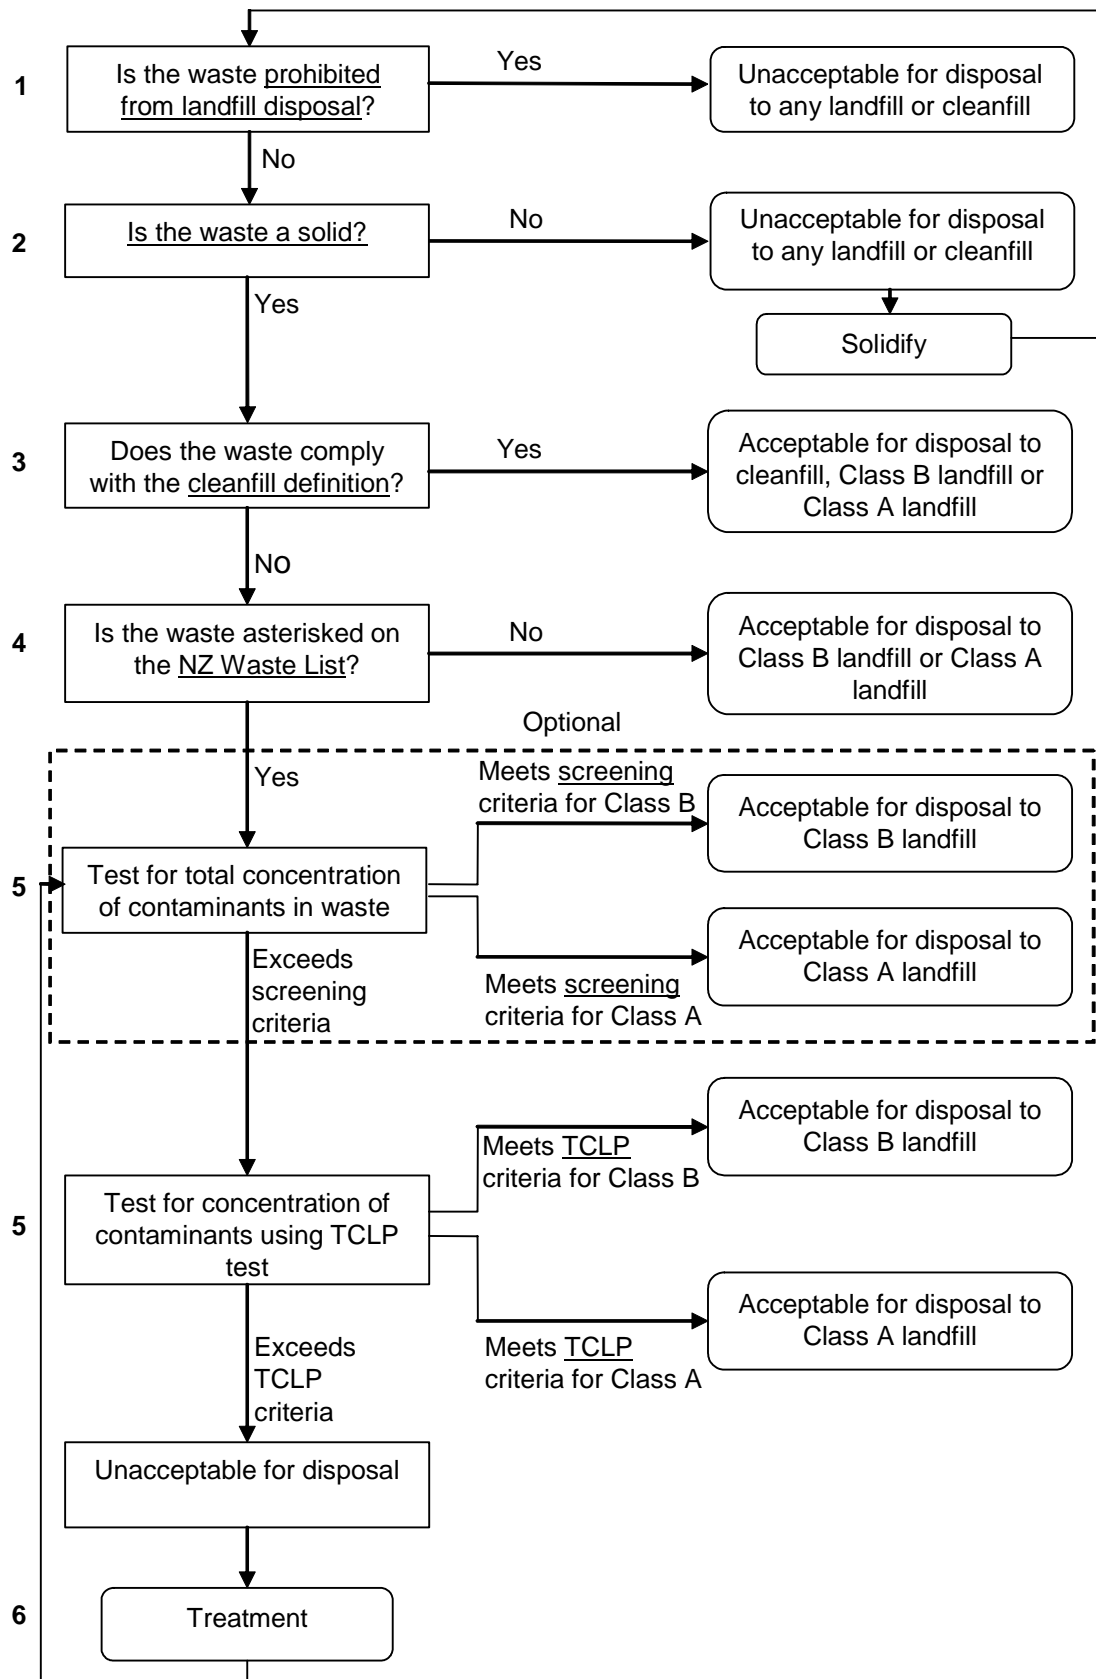 1
Is the waste prohibited
from landfill disposal?
Yes
Unacceptable for disposal
to any landfill or cleanfill
No
2
Is the waste a solid?
No
Unacceptable for disposal
to any landfill or cleanfill
Yes
Solidify
3
Does the waste comply
with the cleanfill definition?
Yes
Acceptable for disposal to
cleanfill, Class B landfill or
Class A landfill
No
4
Is the waste asterisked on
the NZ Waste List?
No
Acceptable for disposal to
Class B landfill or Class A
landfill
Optional
Yes
Meets screening
criteria for Class B
Acceptable for disposal to
Class B landfill
5
Test for total concentration
of contaminants in waste
Acceptable for disposal to
Class A landfill
Exceeds
screening
criteria
Meets screening
criteria for Class A
Acceptable for disposal to
Class B landfill
Meets TCLP
criteria for Class B
5
Test for concentration of
contaminants using TCLP
test
Acceptable for disposal to
Class A landfill
Exceeds
TCLP
criteria
Meets TCLP
criteria for Class A
Unacceptable for disposal
6
Treatment